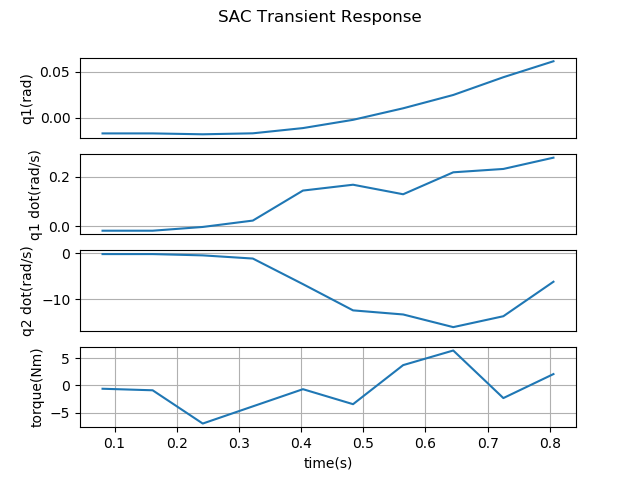 SAC Transient Response
q1(rad)
0.05
0.00
q1 dot(rad/s)
0.2
0.0
q2 dot(rad/s)
0
−10
torque(Nm)
5
0
−5
0.1 0.2 0.3 0.4 0.5 0.6 0.7 0.8
time(s)